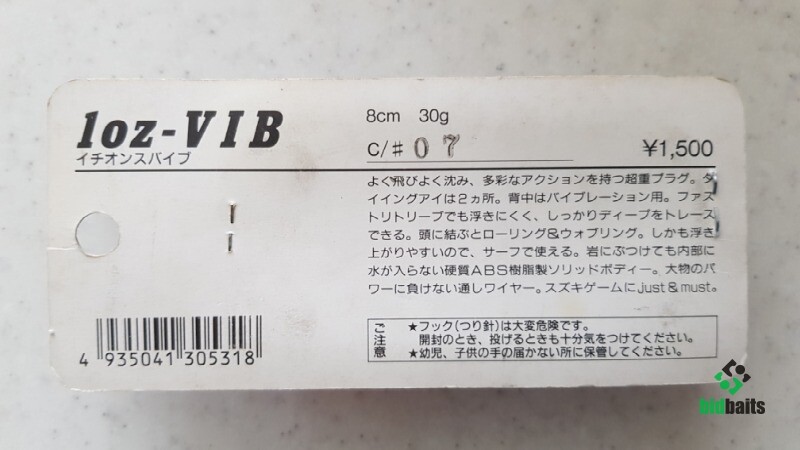 1oz-VIB
イチオンスバイブ
8cm 30g
C/# 07
¥1,500
よく飛びよく沈み、多彩なアクションを持つ超重プラグ。タ
イイングアイは2ヵ所。背中はバイブレーション用。ファス
トリトリーブでも浮きにくく、しっかりディープをトレース
できる。頭に結ぶとローリング&ウォブリング。しかも浮き
上がりやすいので、サーフで使える。岩にぶつけても内部に
水が入らない硬質ABS樹脂製ソリッドボディー。大物のパ
ワーに負けない通しワイヤー。スズキゲームにjust & must。
ご注意
★フック(つり針)は大変危険です。
開封のとき、投げるときも十分気をつけてください。
★幼児、子供の手の届かない所に保管してください。
4 935041 305318
bidbaits